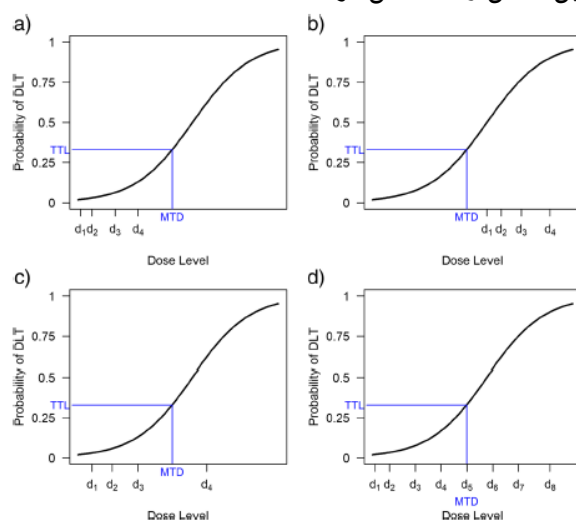 a)
1
0.75
0.5
TTL
0.25
0
Probability of DLT
MTD
d1 d2 d3 d4
Dose Level
b)
1
0.75
0.5
TTL
0.25
0
Probability of DLT
MTD
d1 d2 d3 d4
Dose Level
c)
1
0.75
0.5
TTL
0.25
0
Probability of DLT
MTD
d1 d2 d3 d4
Dose Level
d)
1
0.75
0.5
TTL
0.25
0
Probability of DLT
d1 d2 d3 d4 d5 d6 d7 d8
MTD
Dose Level